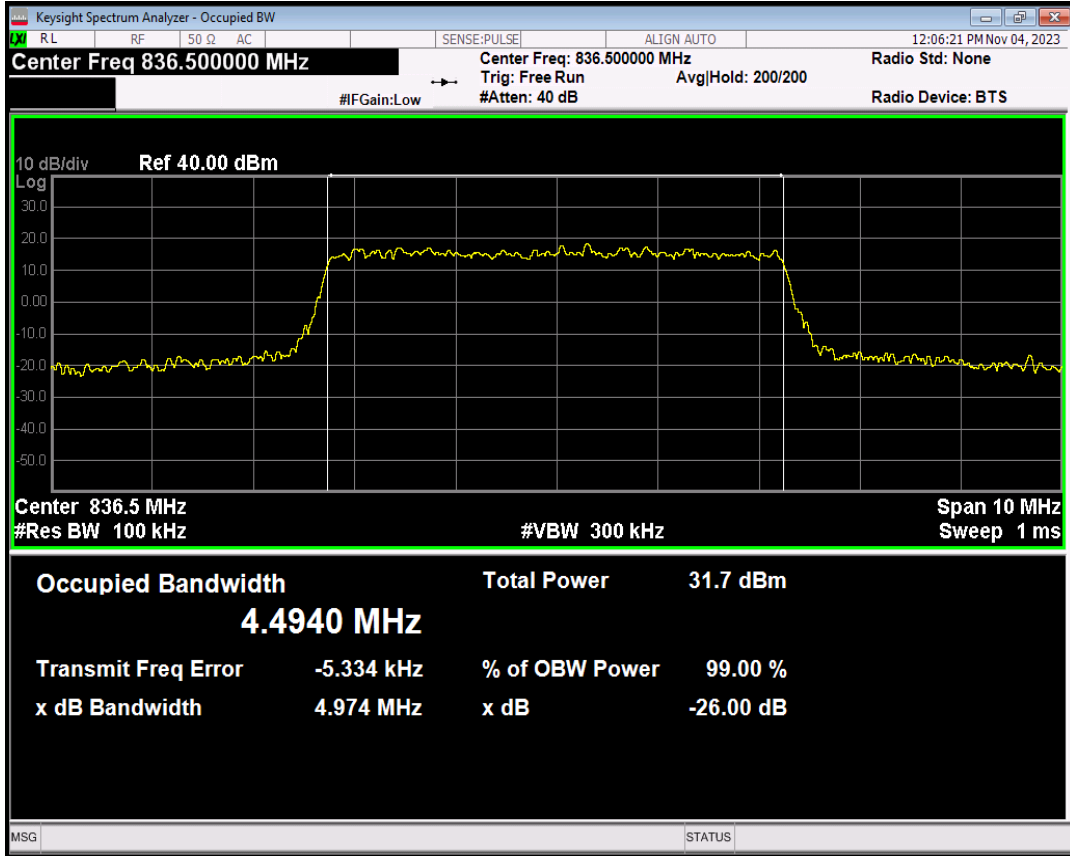 Keysight Spectrum Analyzer - Occupied BW
LXI RL RF 50 Ω AC SENSE:PULSE ALIGN AUTO 12:06:21 PM Nov 04, 2023
Center Freq 836.500000 MHz Center Freq: 836.500000 MHz Radio Std: None
Trig: Free Run Avg|Hold: 200/200
#IFGain:Low #Atten: 40 dB Radio Device: BTS
10 dB/div Ref 40.00 dBm
Log
30.0
20.0
10.0
0.00
-10.0
-20.0
-30.0
-40.0
-50.0
Center 836.5 MHz Span 10 MHz
#Res BW 100 kHz #VBW 300 kHz Sweep 1 ms
Occupied Bandwidth Total Power 31.7 dBm
4.4940 MHz
Transmit Freq Error -5.334 kHz % of OBW Power 99.00 %
x dB Bandwidth 4.974 MHz x dB -26.00 dB
MSG STATUS